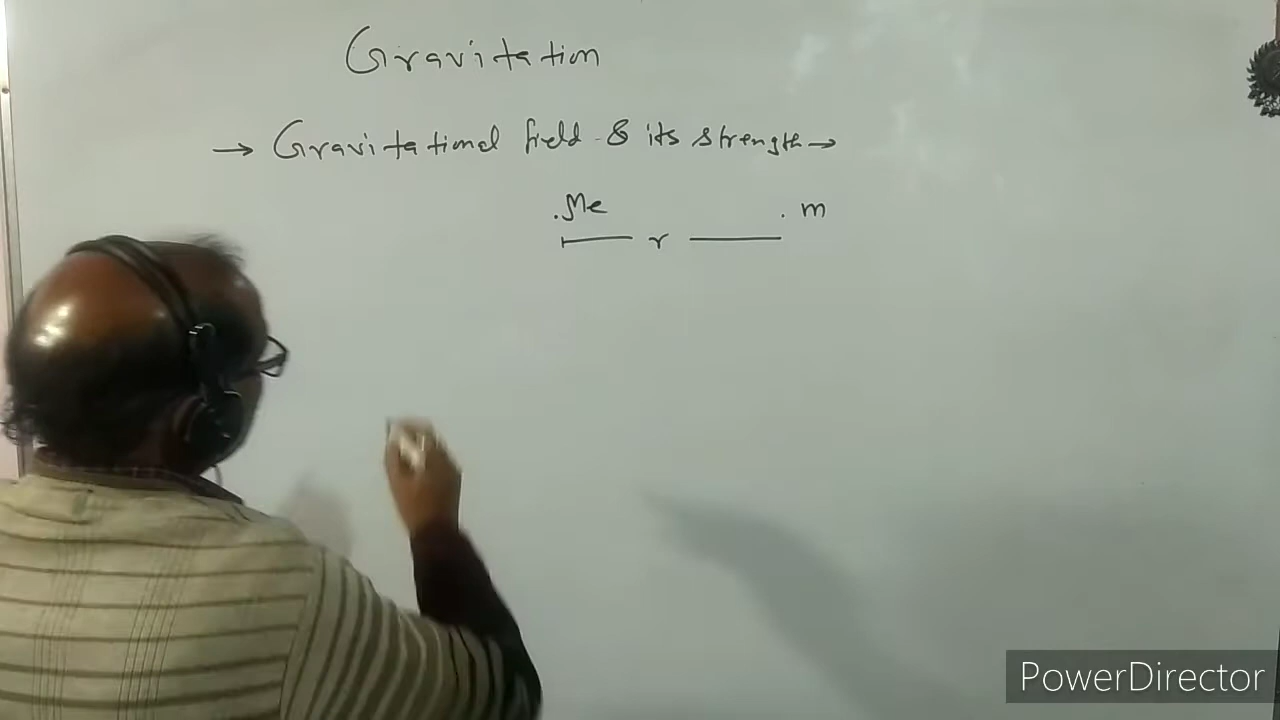 Gravitation
→ Gravitational field & its strength →
.Me . m
r
PowerDirector